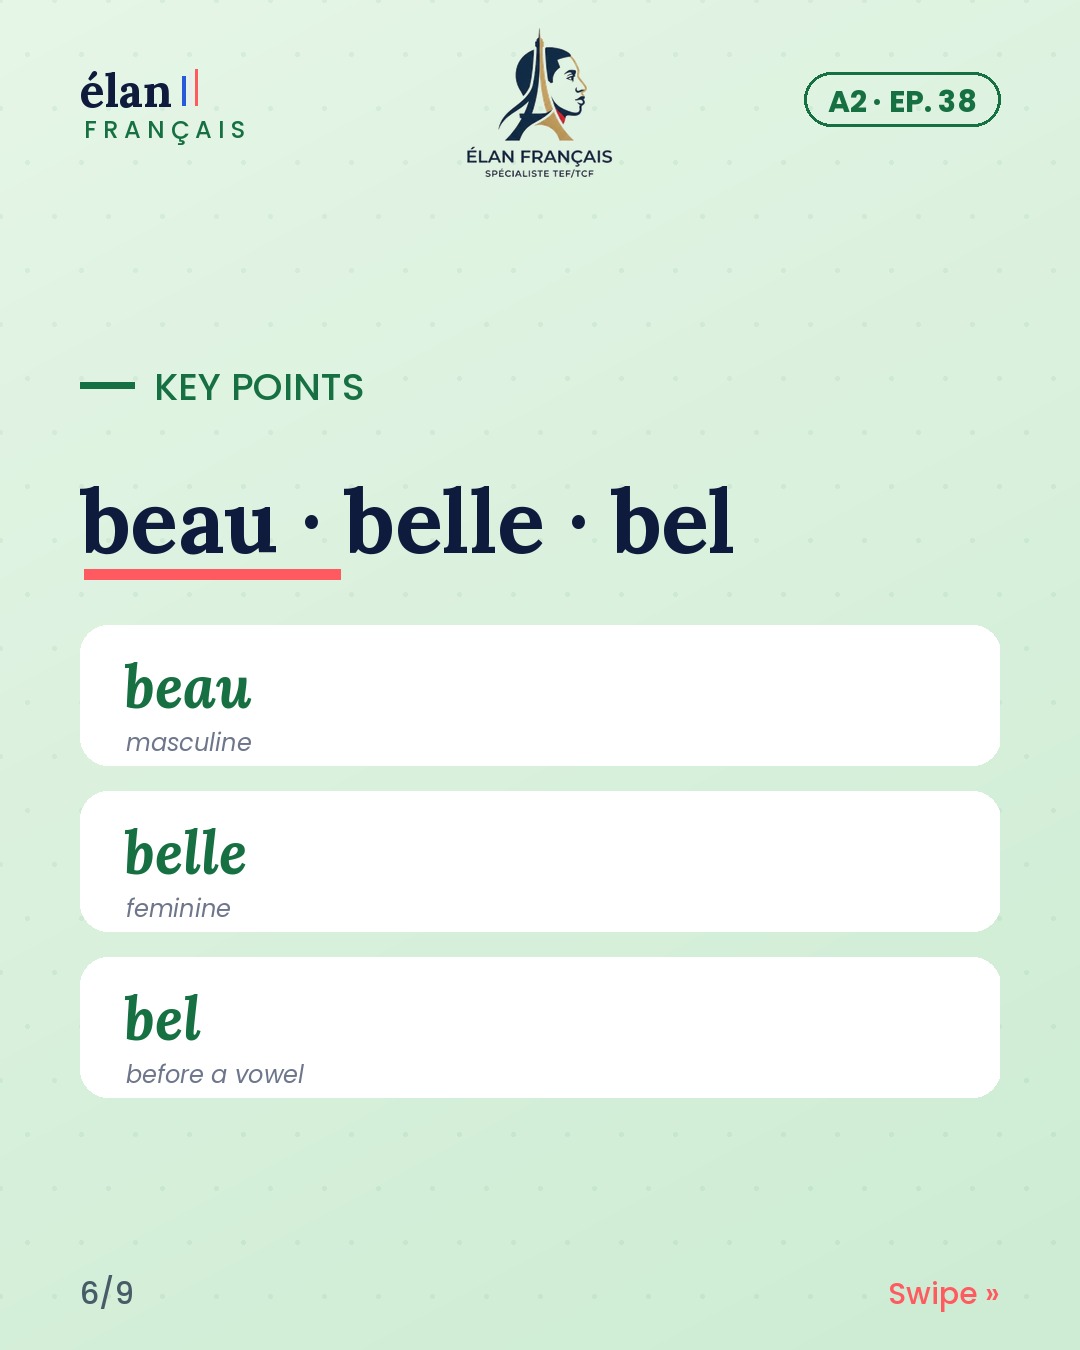 élan
FRANÇAIS
ÉLAN FRANÇAIS
SPÉCIALISTE TEF/TCF
A2 · EP. 38
KEY POINTS
beau · belle · bel
beau
masculine
belle
feminine
bel
before a vowel
6/9
Swipe »